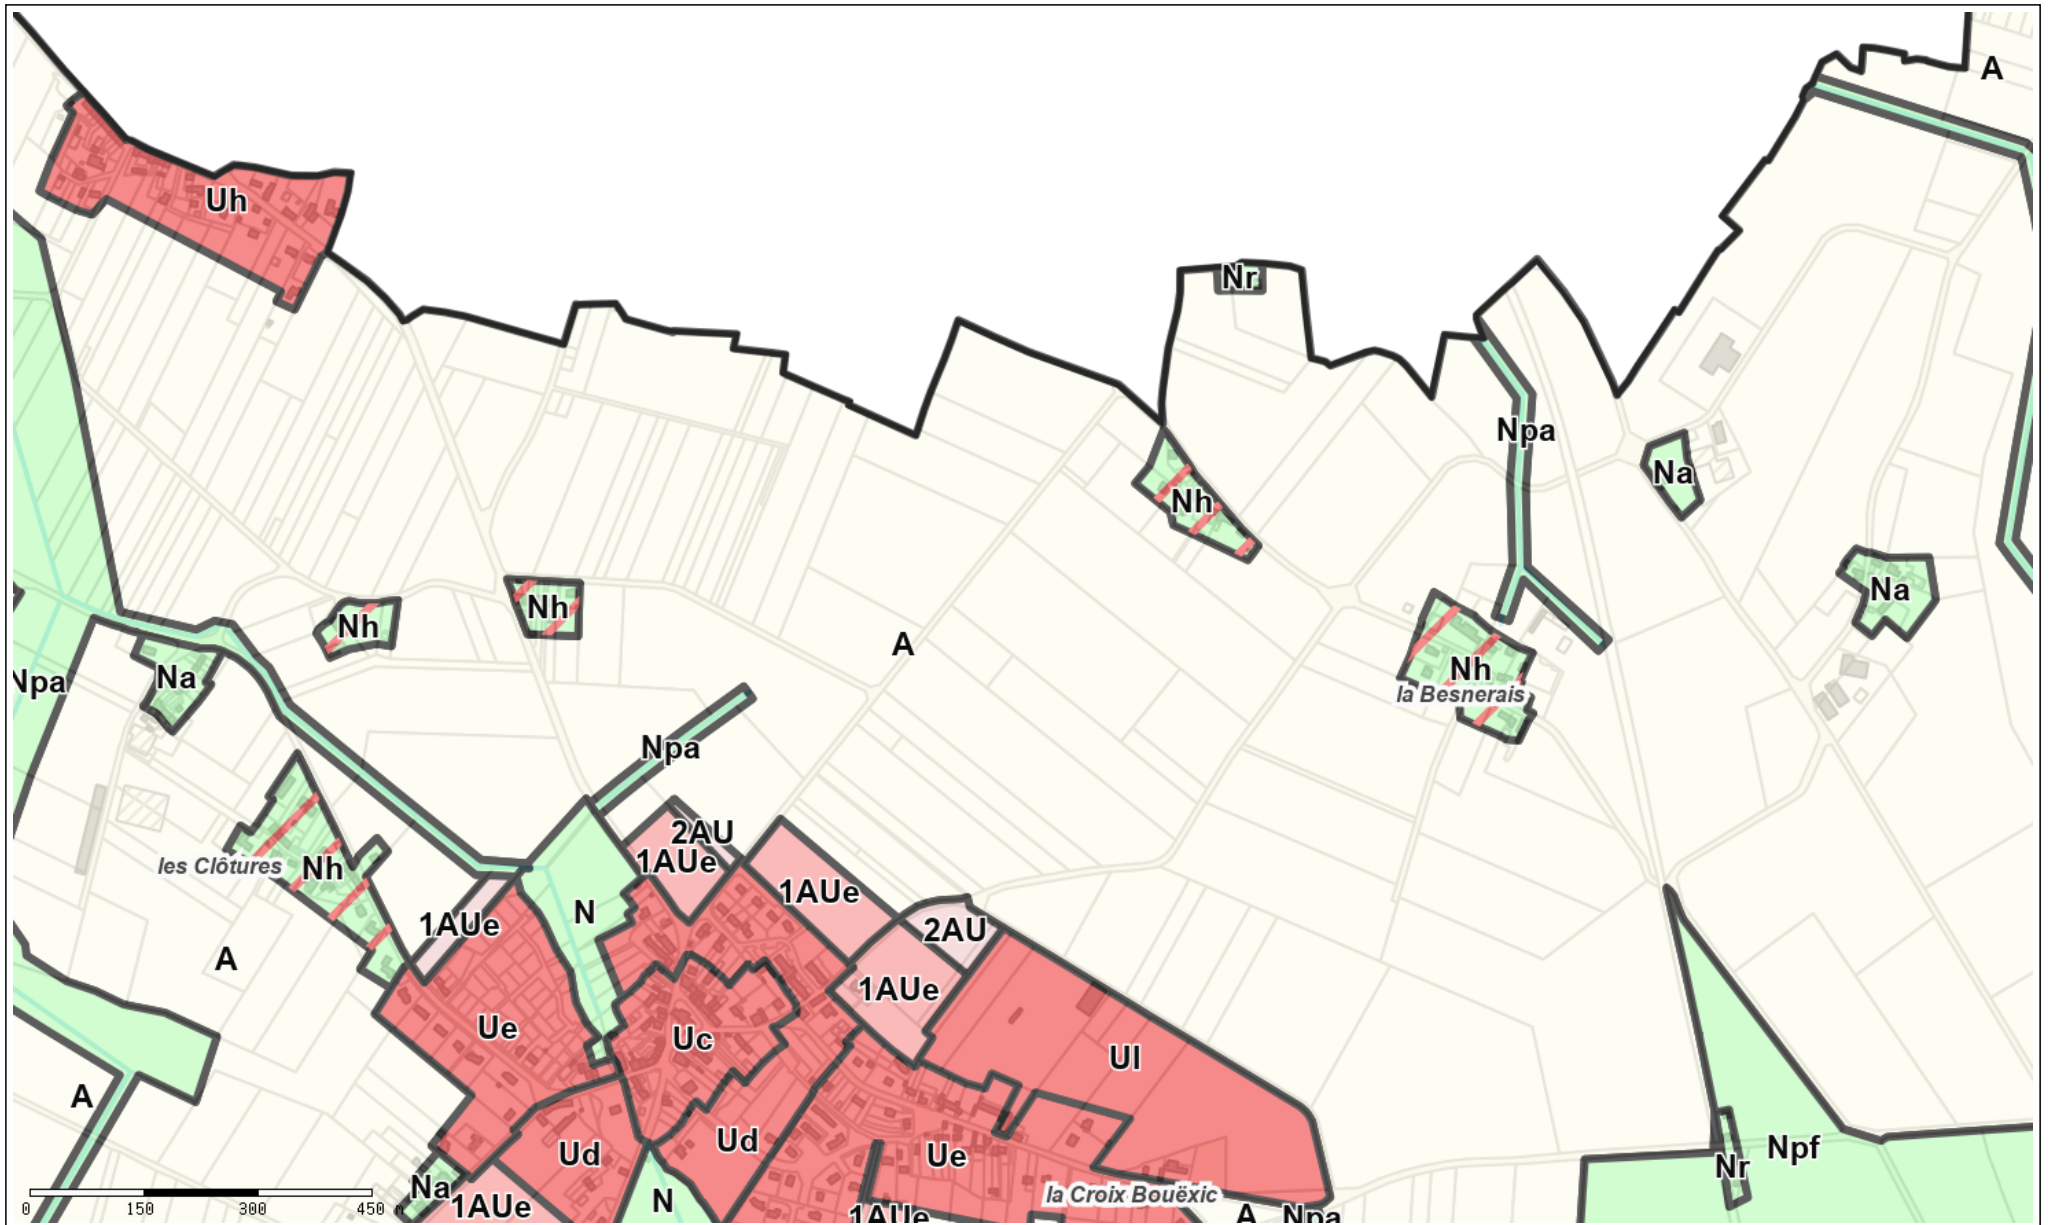 A
Uh
Nr
Npa
Na
Nh
Na
Nh
Nh
A
Nh
la Besnerais
Na
Npa
Npa
2AU
1AUe
les Clôtures
Nh
1AUe
1AUe
N
2AU
A
1AUe
Ue
Uc
Ul
A
Ud
Ud
Ue
Npf
Nr
Na
1AUe
N
la Croix Bouëxic
1AUe
A
Npa
0 150 300 450 m